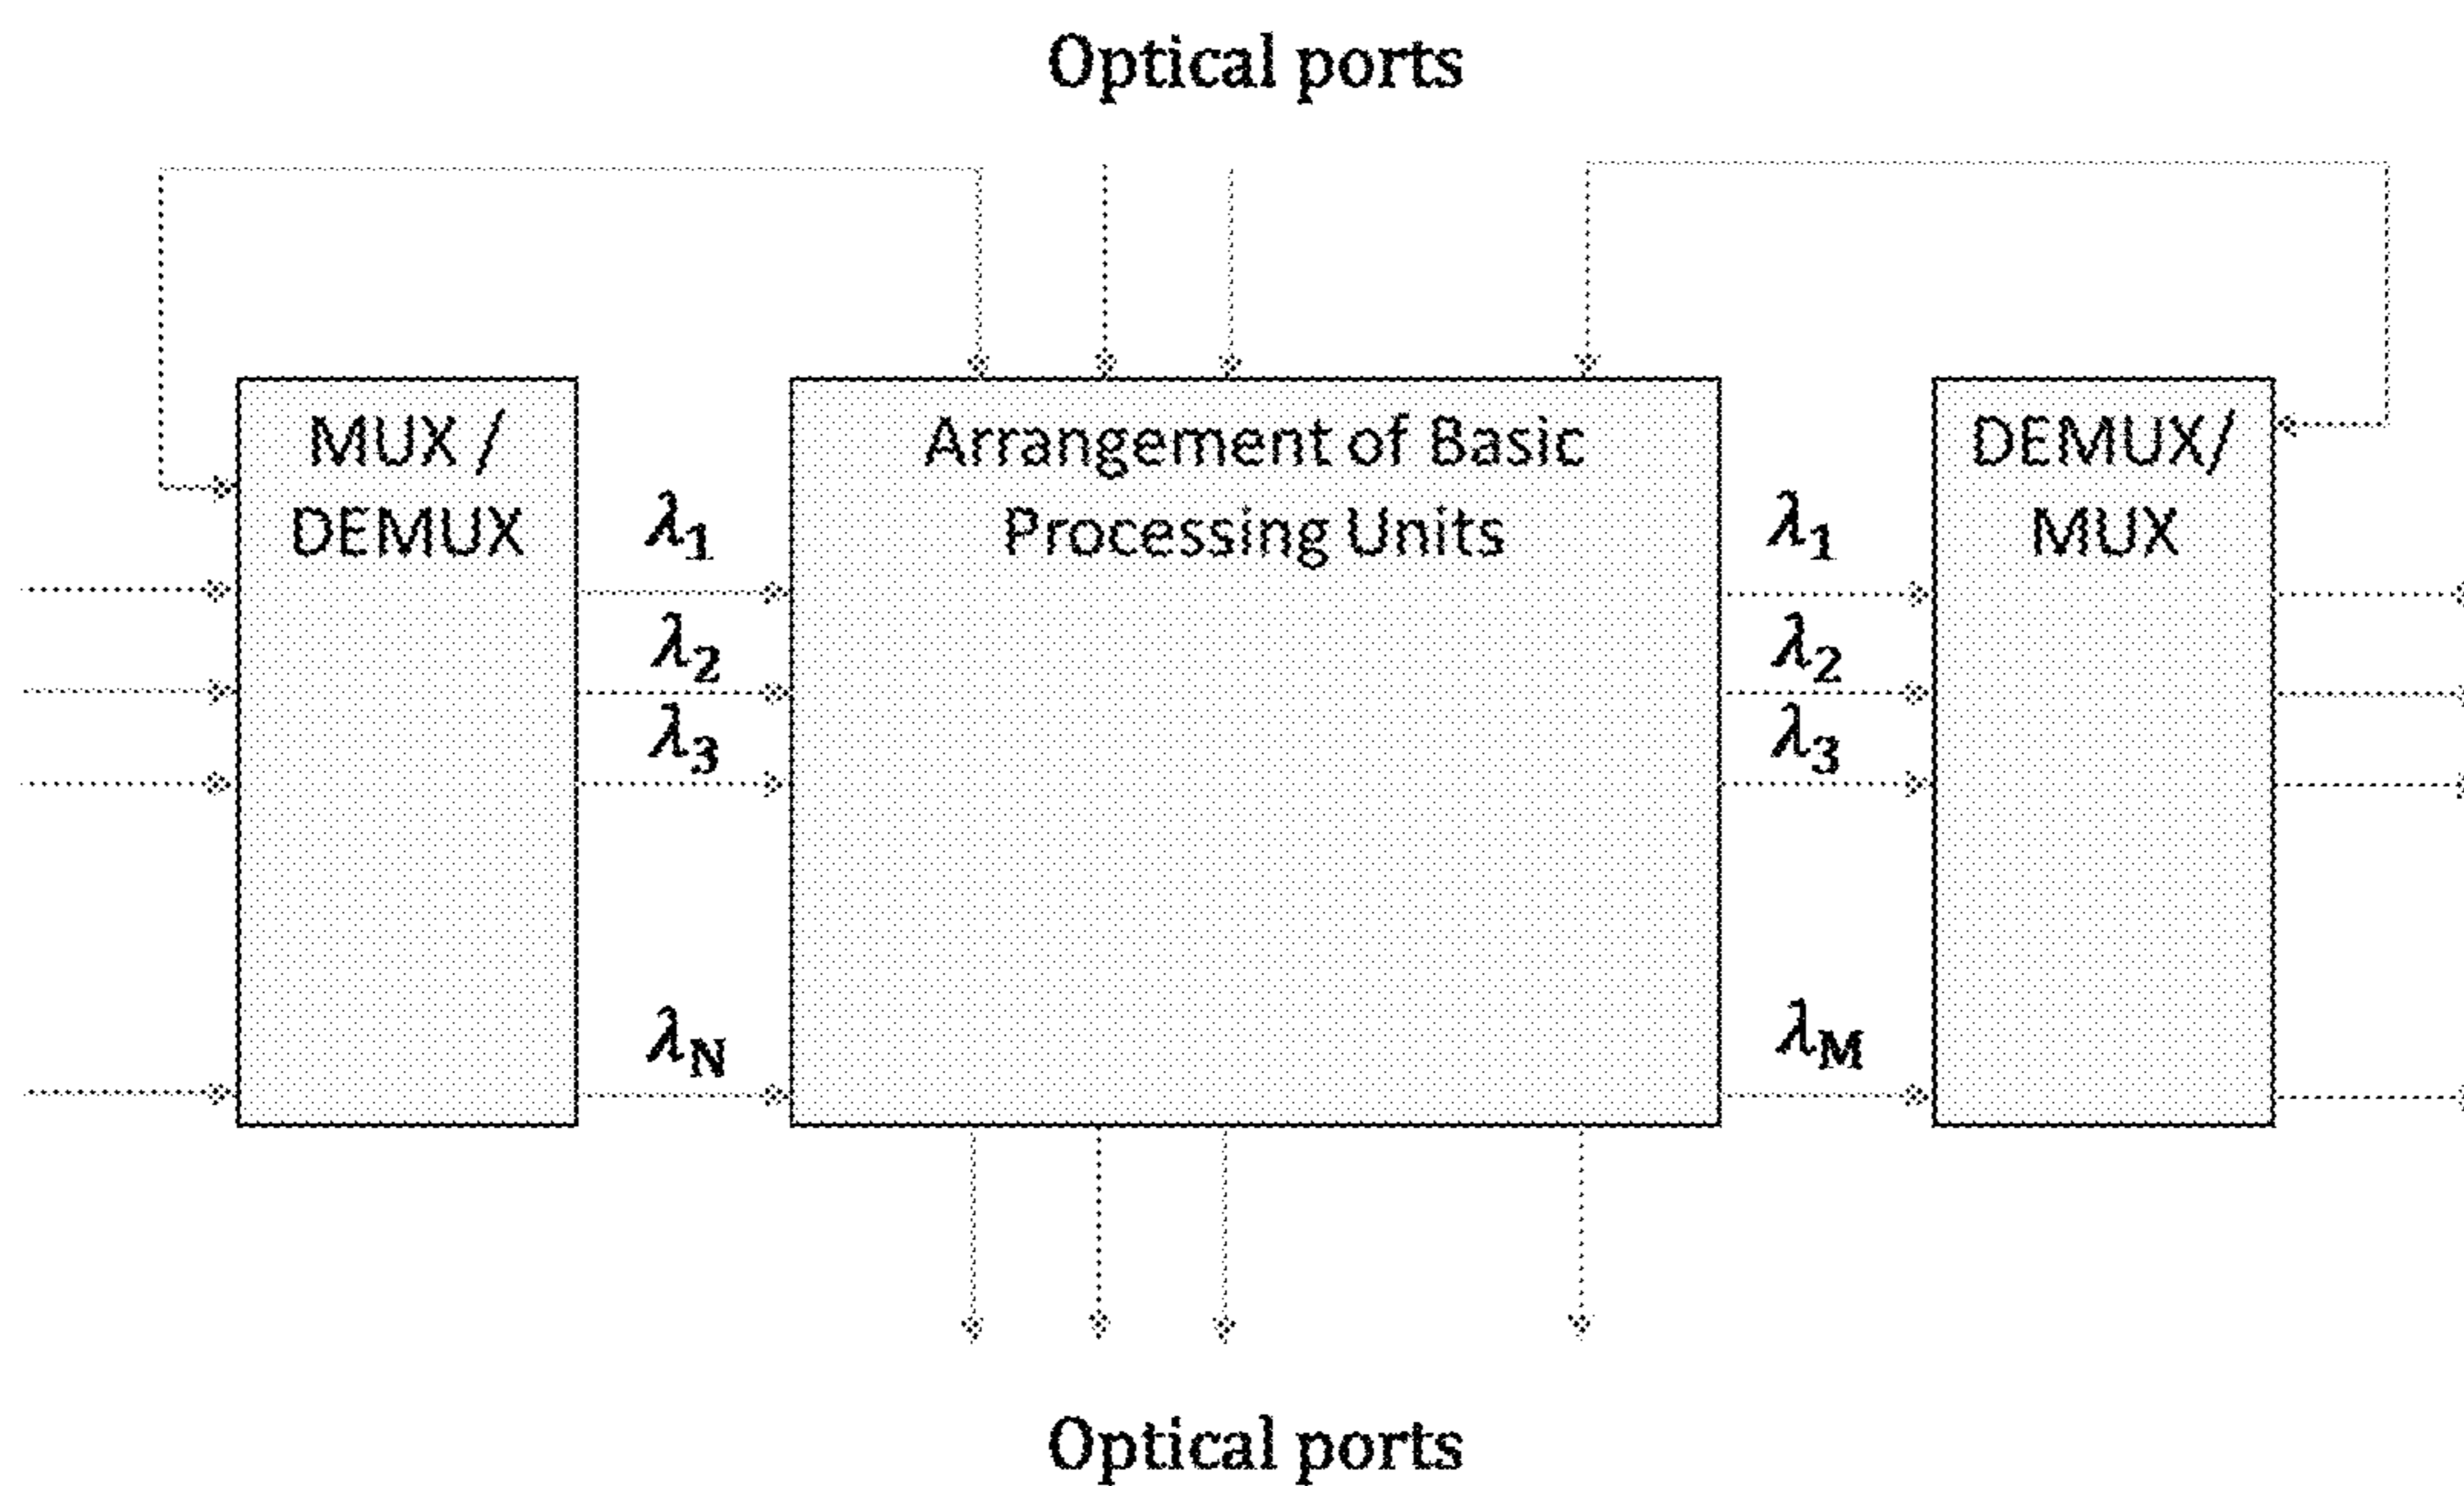 Optical ports
MUX /
DEMUX
Arrangement of Basic
Processing Units
DEMUX/
MUX
λ1
λ2
λ3
λN
λ1
λ2
λ3
λM
Optical ports